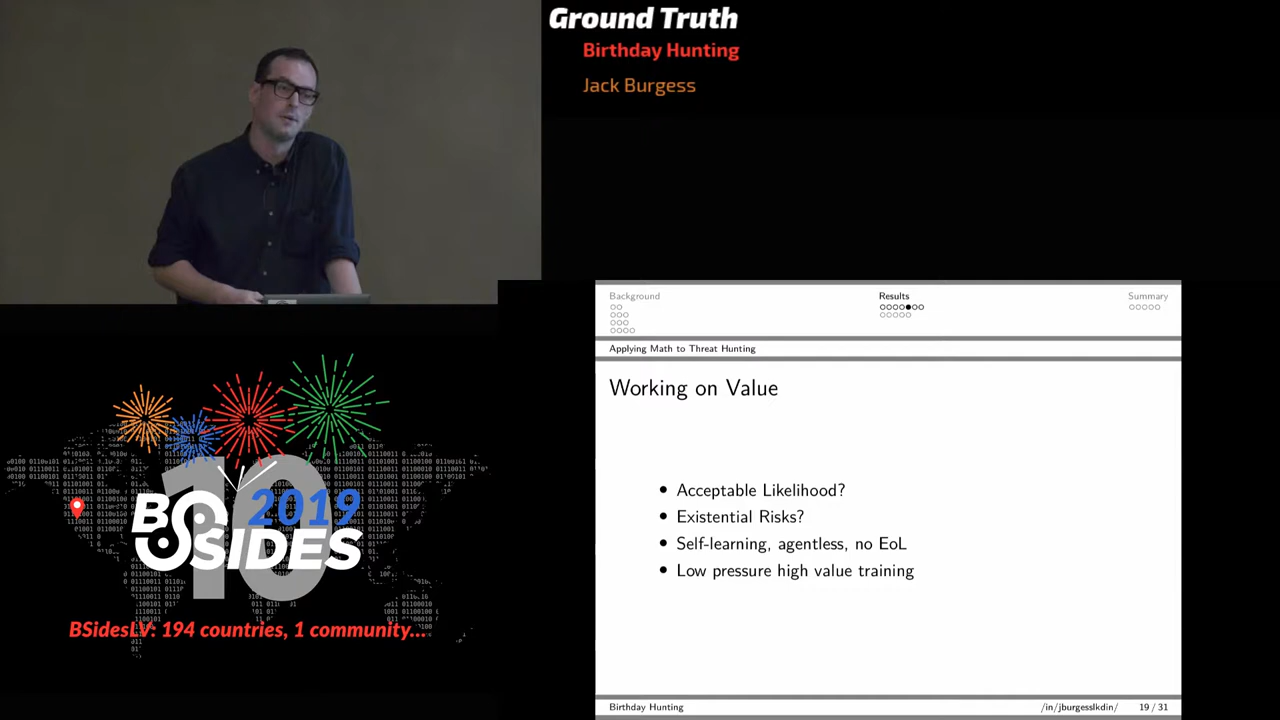 Ground Truth
Birthday Hunting
Jack Burgess
Background
Results
Summary
Applying Math to Threat Hunting
Working on Value
Acceptable Likelihood?
Existential Risks?
Self-learning, agentless, no EoL
Low pressure high value training
Birthday Hunting
/in/jburgesslkdin/
19 / 31
10
2019
BSIDES
BSidesLV: 194 countries, 1 community...